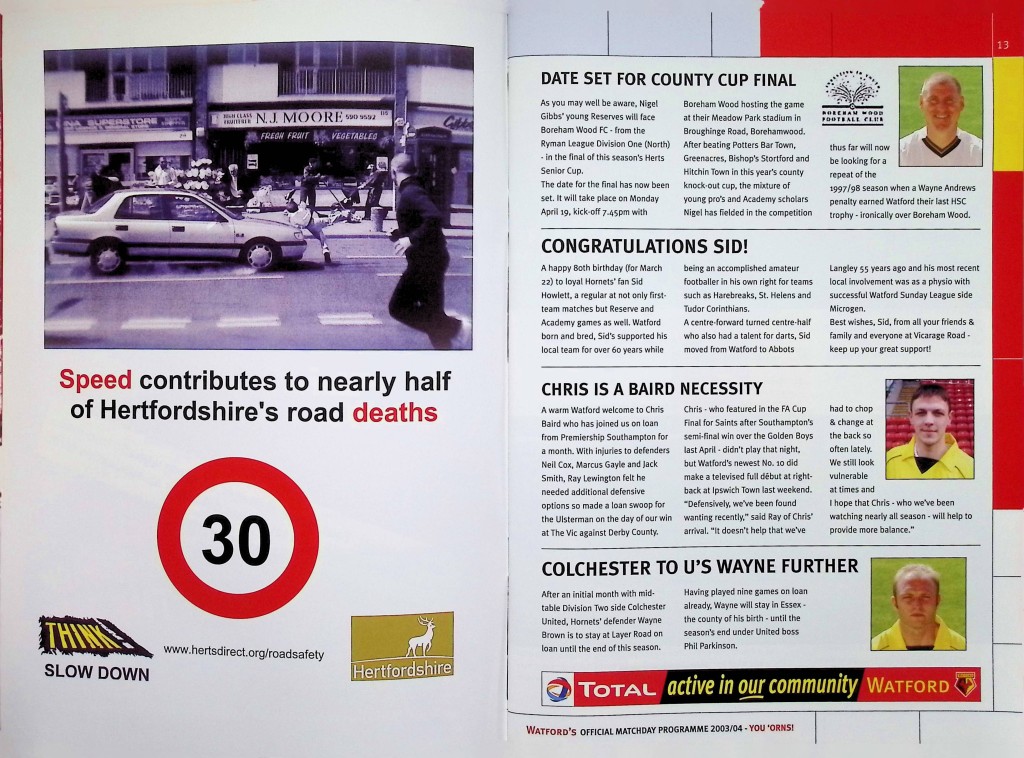 HIGH CLASS
FRUITERER
N.J. MOORE
690 9592
FRESH FRUIT VEGETABLES
Speed contributes to nearly half
of Hertfordshire's road deaths
30
THINK!
SLOW DOWN
www.hertsdirect.org/roadsafety
Hertfordshire
13
DATE SET FOR COUNTY CUP FINAL
As you may well be aware, Nigel
Gibbs' young Reserves will face
Boreham Wood FC - from the
Ryman League Division One (North)
- in the final of this season's Herts
Senior Cup.
The date for the final has now been
set. It will take place on Monday
April 19, kick-off 7.45pm with
Boreham Wood hosting the game
at their Meadow Park stadium in
Broughinge Road, Borehamwood.
After beating Potters Bar Town,
Greenacres, Bishop's Stortford and
Hitchin Town in this year's county
knock-out cup, the mixture of
young pro's and Academy scholars
Nigel has fielded in the competition
BOREHAM WOOD
FOOTBALL CLUB
thus far will now
be looking for a
repeat of the
1997/98 season when a Wayne Andrews
penalty earned Watford their last HSC
trophy - ironically over Boreham Wood.
CONGRATULATIONS SID!
A happy 80th birthday (for March
22) to loyal Hornets' fan Sid
Howlett, a regular at not only first-
team matches but Reserve and
Academy games as well. Watford
born and bred, Sid's supported his
local team for over 60 years while
being an accomplished amateur
footballer in his own right for teams
such as Harebreaks, St. Helens and
Tudor Corinthians.
A centre-forward turned centre-half
who also had a talent for darts, Sid
moved from Watford to Abbots
Langley 55 years ago and his most recent
local involvement was as a physio with
successful Watford Sunday League side
Microgen.
Best wishes, Sid, from all your friends &
family and everyone at Vicarage Road -
keep up your great support!
CHRIS IS A BAIRD NECESSITY
A warm Watford welcome to Chris
Baird who has joined us on loan
from Premiership Southampton for
a month. With injuries to defenders
Neil Cox, Marcus Gayle and Jack
Smith, Ray Lewington felt he
needed additional defensive
options so made a loan swoop for
the Ulsterman on the day of our win
at The Vic against Derby County.
Chris - who featured in the FA Cup
Final for Saints after Southampton's
semi-final win over the Golden Boys
last April - didn't play that night,
but Watford's newest No. 10 did
make a televised full début at right-
back at Ipswich Town last weekend.
"Defensively, we've been found
wanting recently," said Ray of Chris'
arrival. "It doesn't help that we've
had to chop
& change at
the back so
often lately.
We still look
vulnerable
at times and
I hope that Chris - who we've been
watching nearly all season - will help to
provide more balance."
COLCHESTER TO U'S WAYNE FURTHER
After an initial month with mid-
table Division Two side Colchester
United, Hornets' defender Wayne
Brown is to stay at Layer Road on
loan until the end of this season.
Having played nine games on loan
already, Wayne will stay in Essex -
the county of his birth - until the
season's end under United boss
Phil Parkinson.
TOTAL active in our community WATFORD
WATFORD'S OFFICIAL MATCHDAY PROGRAMME 2003/04 - YOU 'ORNS!